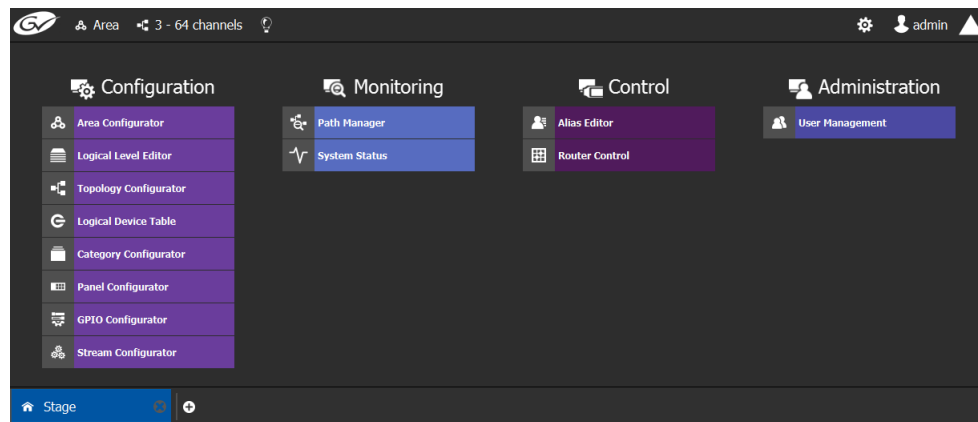 GV Area 3 - 64 channels admin
Configuration
Area Configurator
Logical Level Editor
Topology Configurator
Logical Device Table
Category Configurator
Panel Configurator
GPIO Configurator
Stream Configurator
Monitoring
Path Manager
System Status
Control
Alias Editor
Router Control
Administration
User Management
Stage